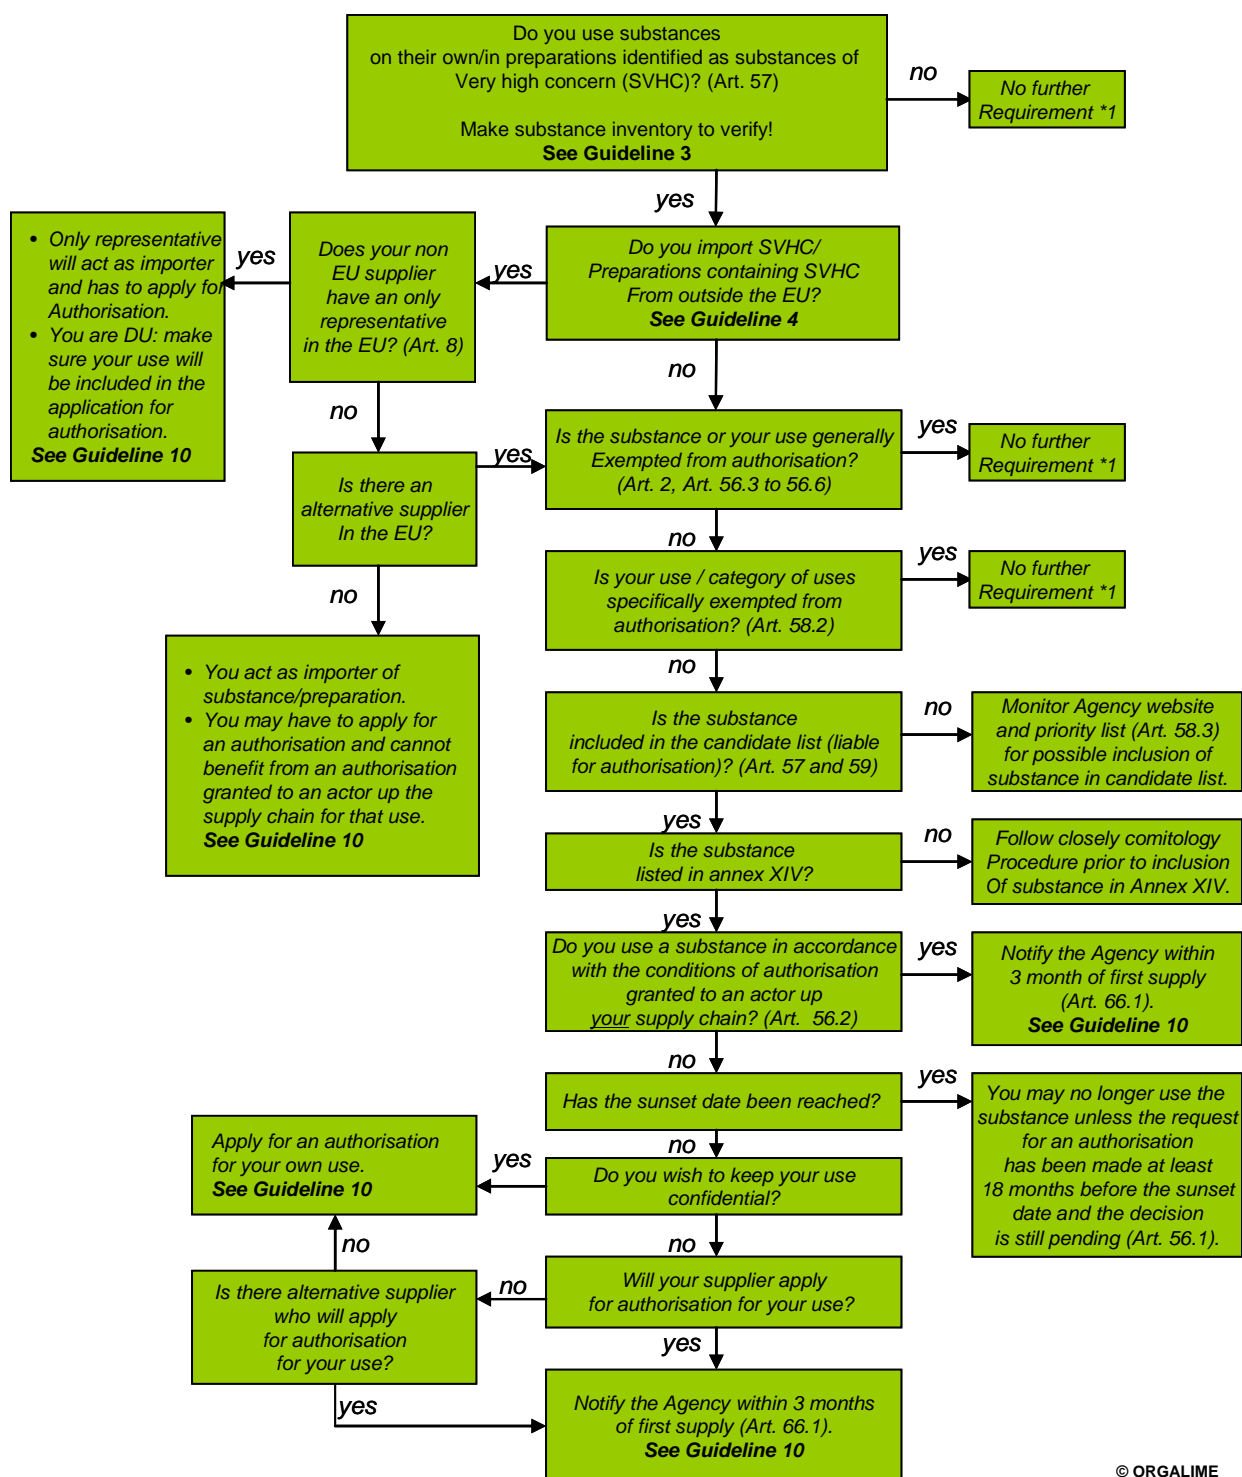 Do you use substances
on their own/in preparations identified as substances of
Very high concern (SVHC)? (Art. 57)
Make substance inventory to verify!
See Guideline 3
no
No further
Requirement *1
yes
• Only representative
will act as importer
and has to apply for
Authorisation.
• You are DU: make
sure your use will
be included in the
application for
authorisation.
See Guideline 10
yes
Does your non
EU supplier
have an only
representative
in the EU? (Art. 8)
yes
Do you import SVHC/
Preparations containing SVHC
From outside the EU?
See Guideline 4
no
no
Is there an
alternative supplier
In the EU?
yes
Is the substance or your use generally
Exempted from authorisation?
(Art. 2, Art. 56.3 to 56.6)
yes
No further
Requirement *1
no
no
Is your use / category of uses
specifically exempted from
authorisation? (Art. 58.2)
yes
No further
Requirement *1
• You act as importer of
substance/preparation.
• You may have to apply for
an authorisation and cannot
benefit from an authorisation
granted to an actor up the
supply chain for that use.
See Guideline 10
no
Is the substance
included in the candidate list (liable
for authorisation)? (Art. 57 and 59)
no
Monitor Agency website
and priority list (Art. 58.3)
for possible inclusion of
substance in candidate list.
yes
Is the substance
listed in annex XIV?
no
Follow closely comitology
Procedure prior to inclusion
Of substance in Annex XIV.
yes
Do you use a substance in accordance
with the conditions of authorisation
granted to an actor up
your supply chain? (Art. 56.2)
yes
Notify the Agency within
3 month of first supply
(Art. 66.1).
See Guideline 10
no
Has the sunset date been reached?
yes
You may no longer use the
substance unless the request
for an authorisation
has been made at least
18 months before the sunset
date and the decision
is still pending (Art. 56.1).
no
Apply for an authorisation
for your own use.
See Guideline 10
yes
Do you wish to keep your use
confidential?
no
no
Is there alternative supplier
who will apply
for authorisation
for your use?
no
Will your supplier apply
for authorisation for your use?
yes
yes
Notify the Agency within 3 months
of first supply (Art. 66.1).
See Guideline 10
© ORGALIME